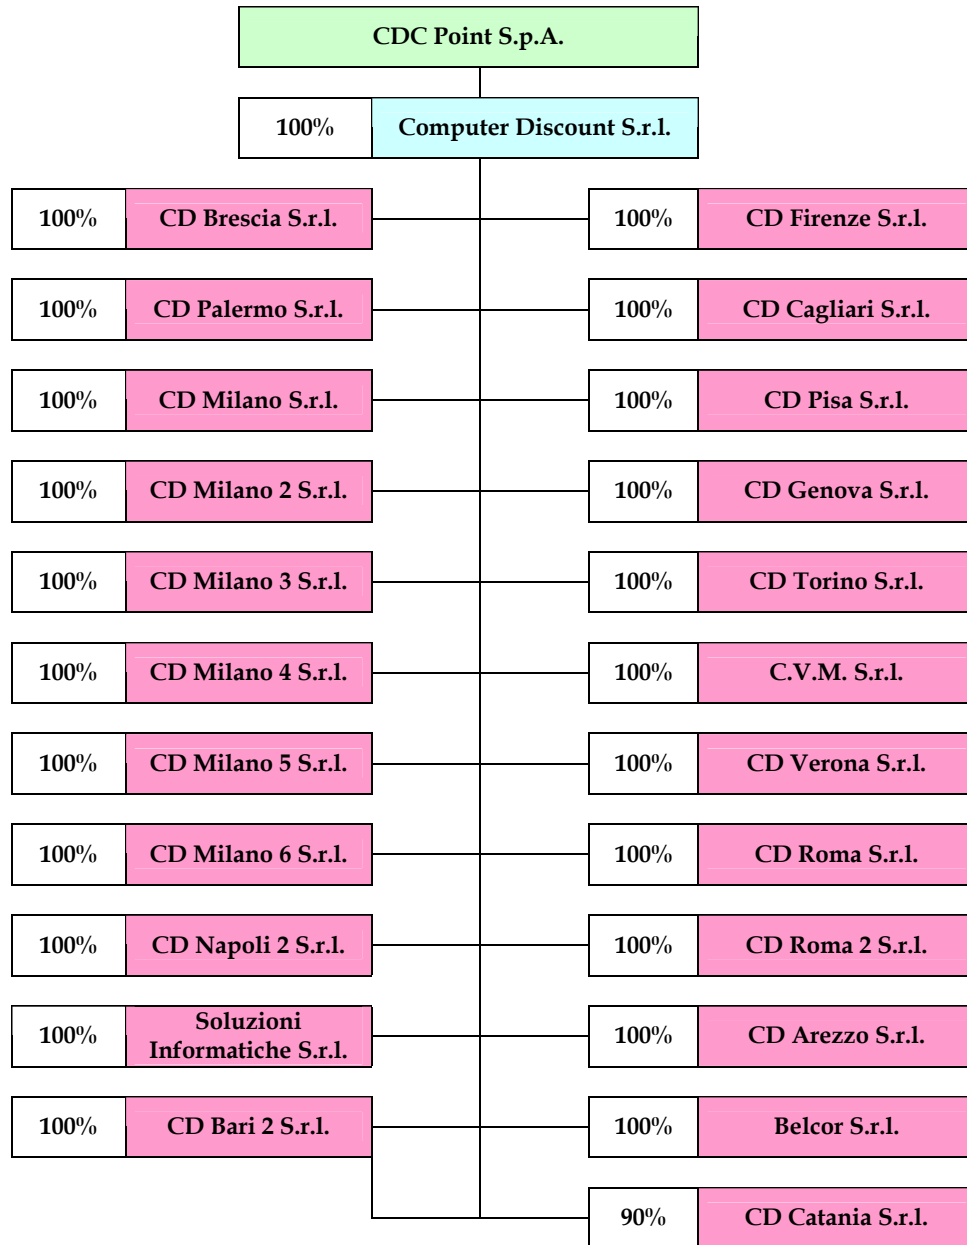 CDC Point S.p.A.
100% Computer Discount S.r.l.
100% CD Brescia S.r.l. 100% CD Firenze S.r.l.
100% CD Palermo S.r.l. 100% CD Cagliari S.r.l.
100% CD Milano S.r.l. 100% CD Pisa S.r.l.
100% CD Milano 2 S.r.l. 100% CD Genova S.r.l.
100% CD Milano 3 S.r.l. 100% CD Torino S.r.l.
100% CD Milano 4 S.r.l. 100% C.V.M. S.r.l.
100% CD Milano 5 S.r.l. 100% CD Verona S.r.l.
100% CD Milano 6 S.r.l. 100% CD Roma S.r.l.
100% CD Napoli 2 S.r.l. 100% CD Roma 2 S.r.l.
100% Soluzioni
Informatiche S.r.l. 100% CD Arezzo S.r.l.
100% CD Bari 2 S.r.l. 100% Belcor S.r.l.
90% CD Catania S.r.l.